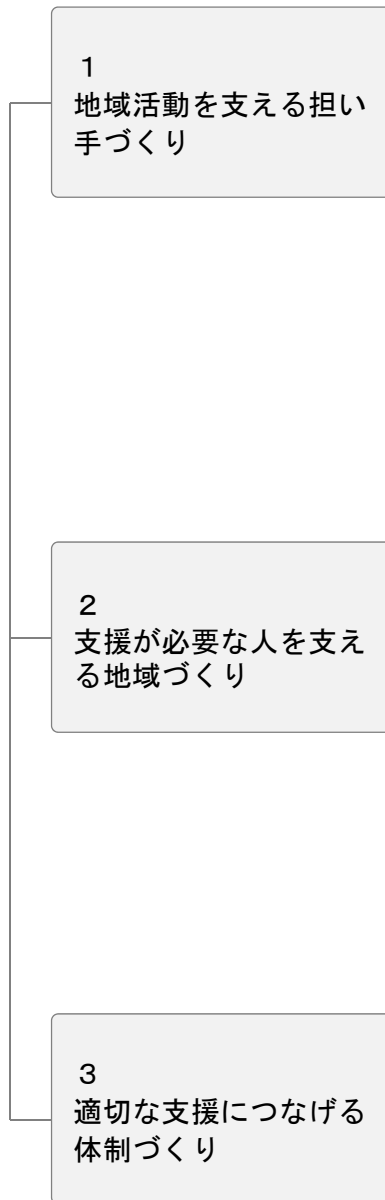 １
地域活動を支える担い
手づくり
２
支援が必要な人を支え
る地域づくり
３
適切な支援につなげる
体制づくり